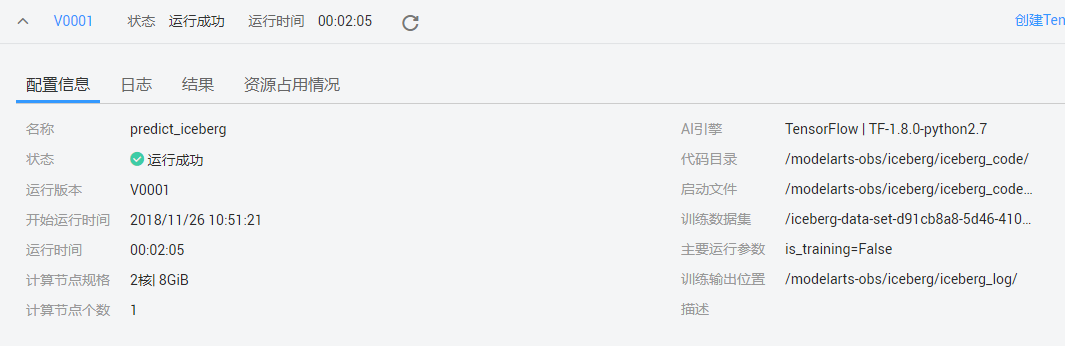 V0001 状态 运行成功 运行时间 00:02:05 创建Ten
配置信息 日志 结果 资源占用情况
名称 predict_iceberg AI引擎 TensorFlow | TF-1.8.0-python2.7
状态 运行成功 代码目录 /modelarts-obs/iceberg/iceberg_code/
运行版本 V0001 启动文件 /modelarts-obs/iceberg/iceberg_code...
开始运行时间 2018/11/26 10:51:21 训练数据集 /iceberg-data-set-d91cb8a8-5d46-410...
运行时间 00:02:05 主要运行参数 is_training=False
计算节点规格 2核| 8GiB 训练输出位置 /modelarts-obs/iceberg/iceberg_log/
计算节点个数 1 描述